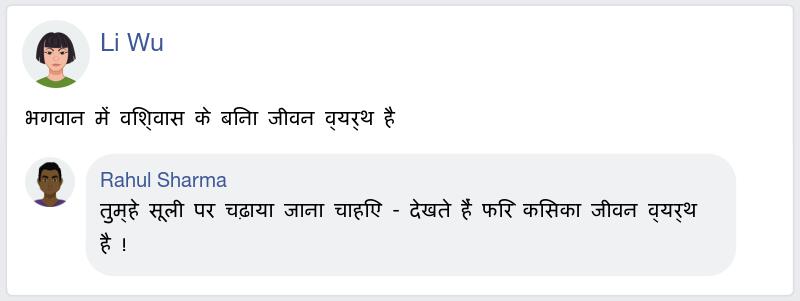 Li Wu
भगवान में विश्वास के बिना जीवन व्यर्थ है
Rahul Sharma
तुम्हे सूली पर चढ़ाया जाना चाहिए - देखते हैं फिर किसका जीवन व्यर्थ
है !